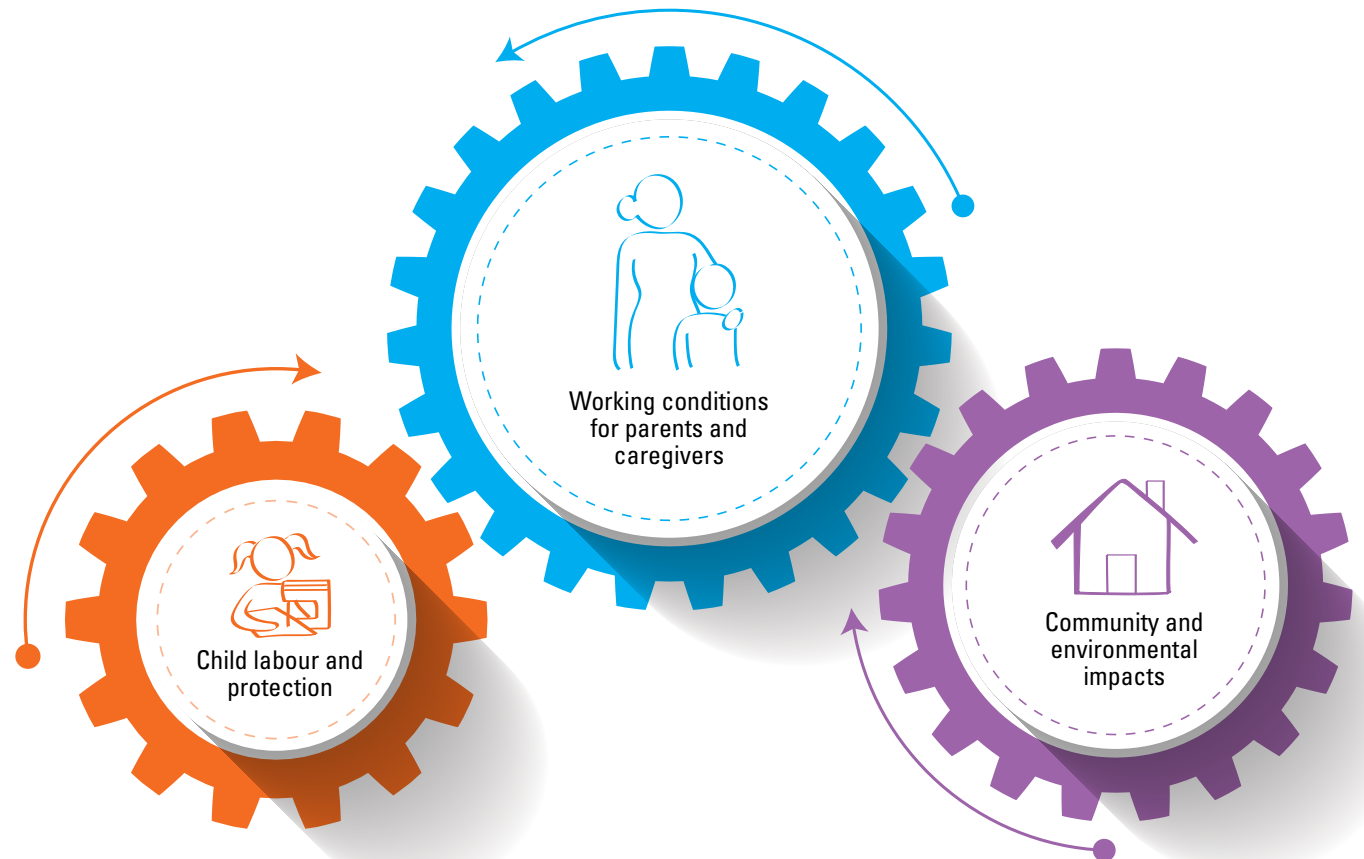 Working conditions
for parents and
caregivers
Child labour and
protection
Community and
environmental
impacts